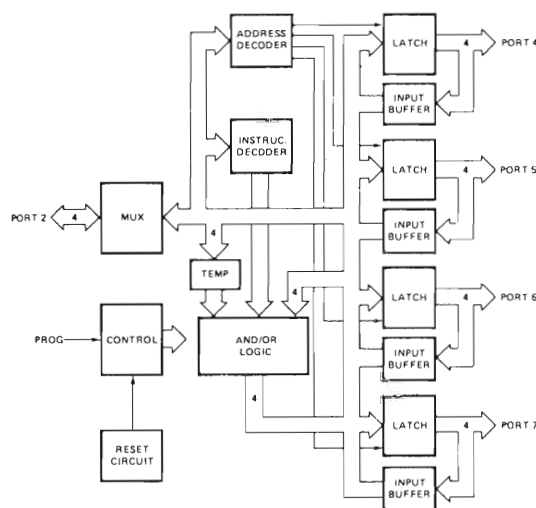 ADDRESS
DECODER
LATCH
4
PORT 4
INPUT
BUFFER
INSTRUC.
DECODER
LATCH
4
PORT 5
PORT 2
4
MUX
INPUT
BUFFER
4
TEMP
4
LATCH
4
PORT 6
PROG
CONTROL
AND/OR
LOGIC
INPUT
BUFFER
4
LATCH
4
PORT 7
RESET
CIRCUIT
INPUT
BUFFER